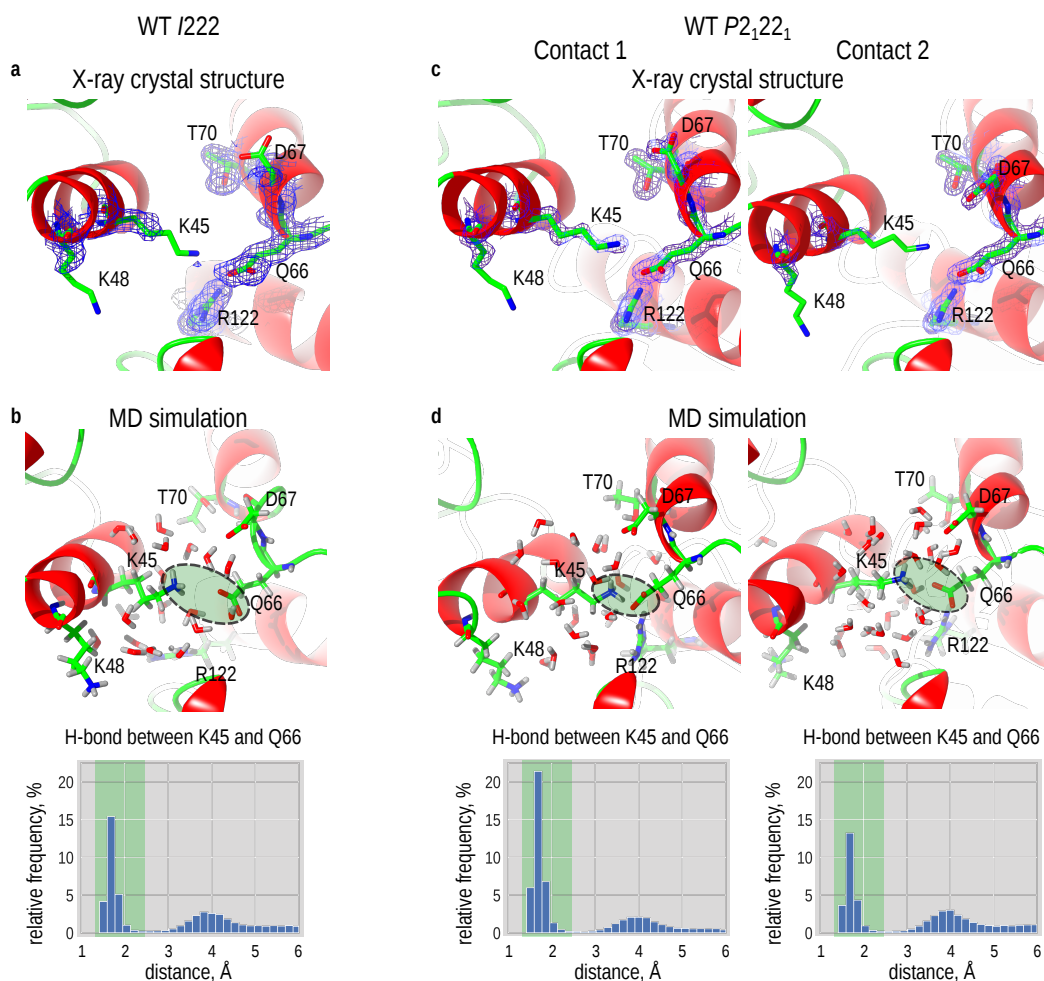 WT I222
WT P2₁22₁
Contact 1
Contact 2
a
X-ray crystal structure
T70
D67
K45
Q66
K48
R122
c
X-ray crystal structure
T70
D67
K45
Q66
K48
R122
T70
D67
K45
Q66
K48
R122
b
MD simulation
T70
D67
K45
Q66
K48
R122
d
MD simulation
T70
D67
K45
Q66
K48
R122
T70
D67
K45
Q66
K48
R122
H-bond between K45 and Q66
relative frequency, %
20
15
10
5
0
1 2 3 4 5 6
distance, Å
H-bond between K45 and Q66
relative frequency, %
20
15
10
5
0
1 2 3 4 5 6
distance, Å
H-bond between K45 and Q66
relative frequency, %
20
15
10
5
0
1 2 3 4 5 6
distance, Å